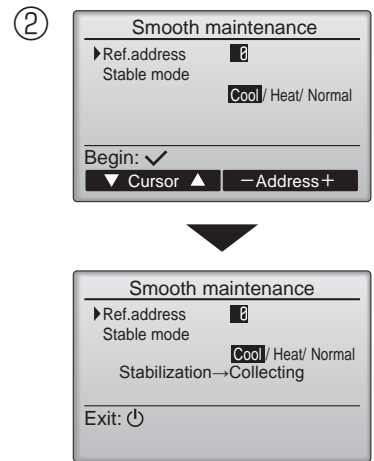 ②
Smooth maintenance
▶Ref.address 0
Stable mode
Cool / Heat/ Normal
Begin: ✓
▼ Cursor ▲ －Address＋
Smooth maintenance
▶Ref.address 0
Stable mode
Cool / Heat/ Normal
Stabilization→Collecting
Exit: ⏻